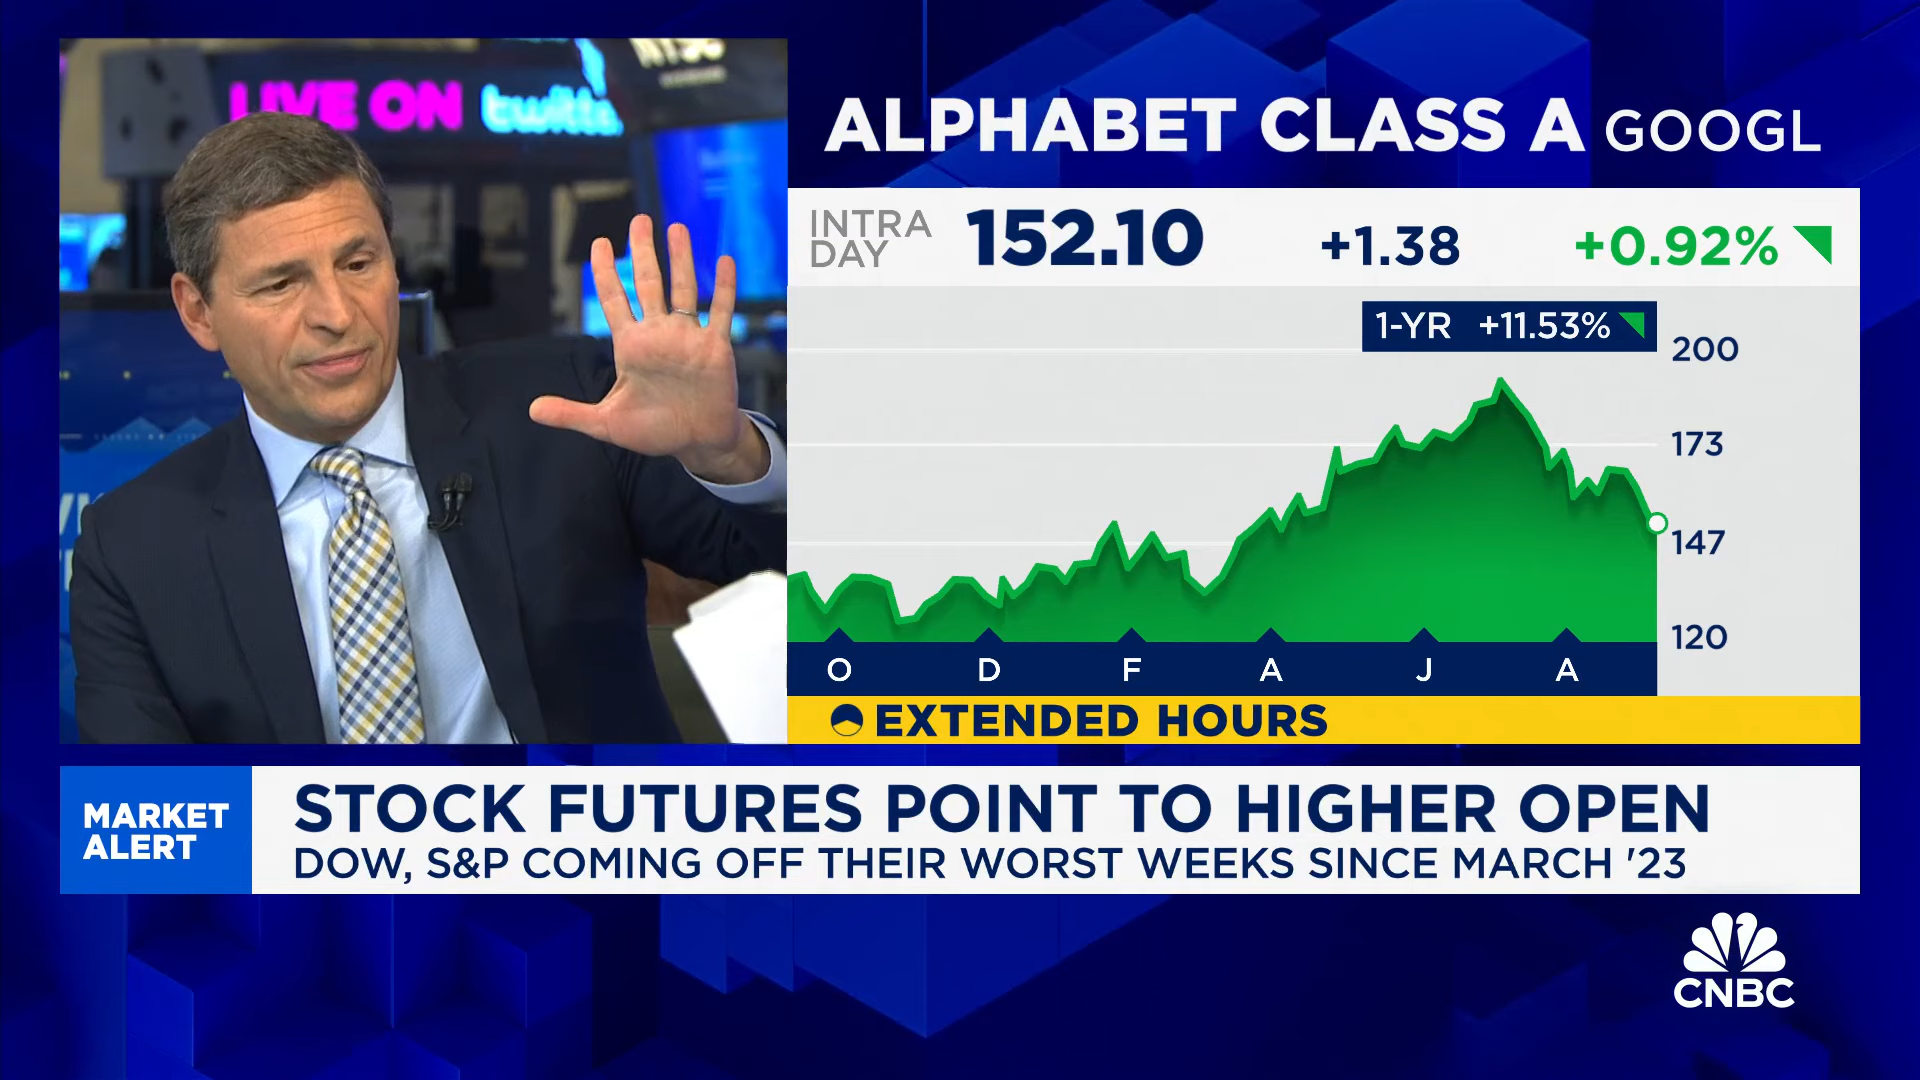 LIVE ON
ALPHABET CLASS A GOOGL
INTRA
DAY
152.10
+1.38
+0.92%
1-YR +11.53%
200
173
147
120
O D F A J A
EXTENDED HOURS
MARKET
ALERT
STOCK FUTURES POINT TO HIGHER OPEN
DOW, S&P COMING OFF THEIR WORST WEEKS SINCE MARCH '23
CNBC